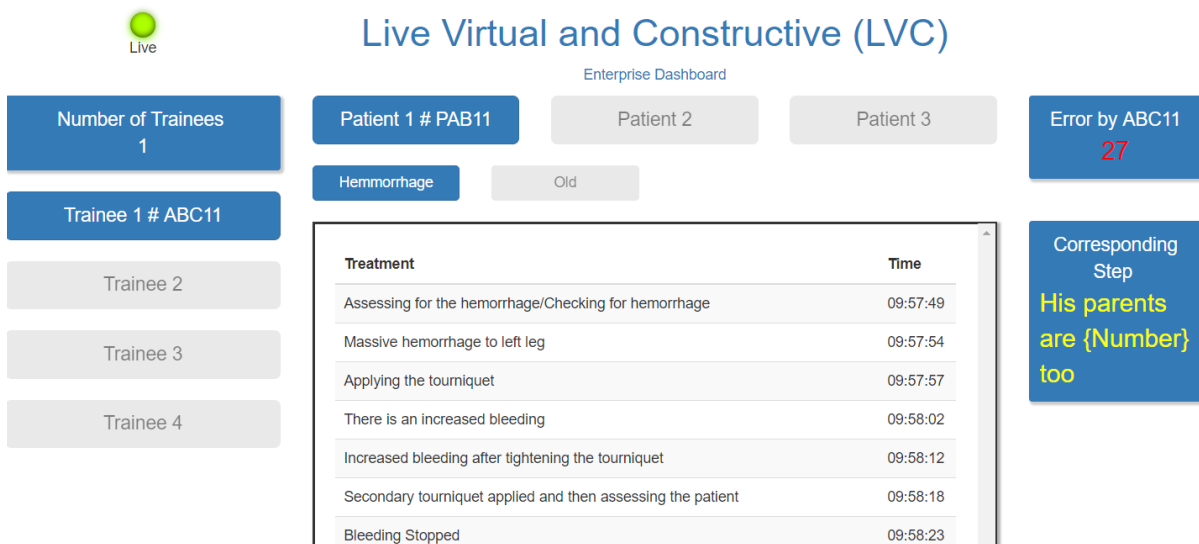 Live
Live Virtual and Constructive (LVC)
Enterprise Dashboard
Number of Trainees
1
Trainee 1 # ABC11
Trainee 2
Trainee 3
Trainee 4
Patient 1 # PAB11
Patient 2
Patient 3
Hemmorrhage
Old
Treatment Time
Assessing for the hemorrhage/Checking for hemorrhage 09:57:49
Massive hemorrhage to left leg 09:57:54
Applying the tourniquet 09:57:57
There is an increased bleeding 09:58:02
Increased bleeding after tightening the tourniquet 09:58:12
Secondary tourniquet applied and then assessing the patient 09:58:18
Bleeding Stopped 09:58:23
Error by ABC11
27
Corresponding
Step
His parents
are {Number}
too